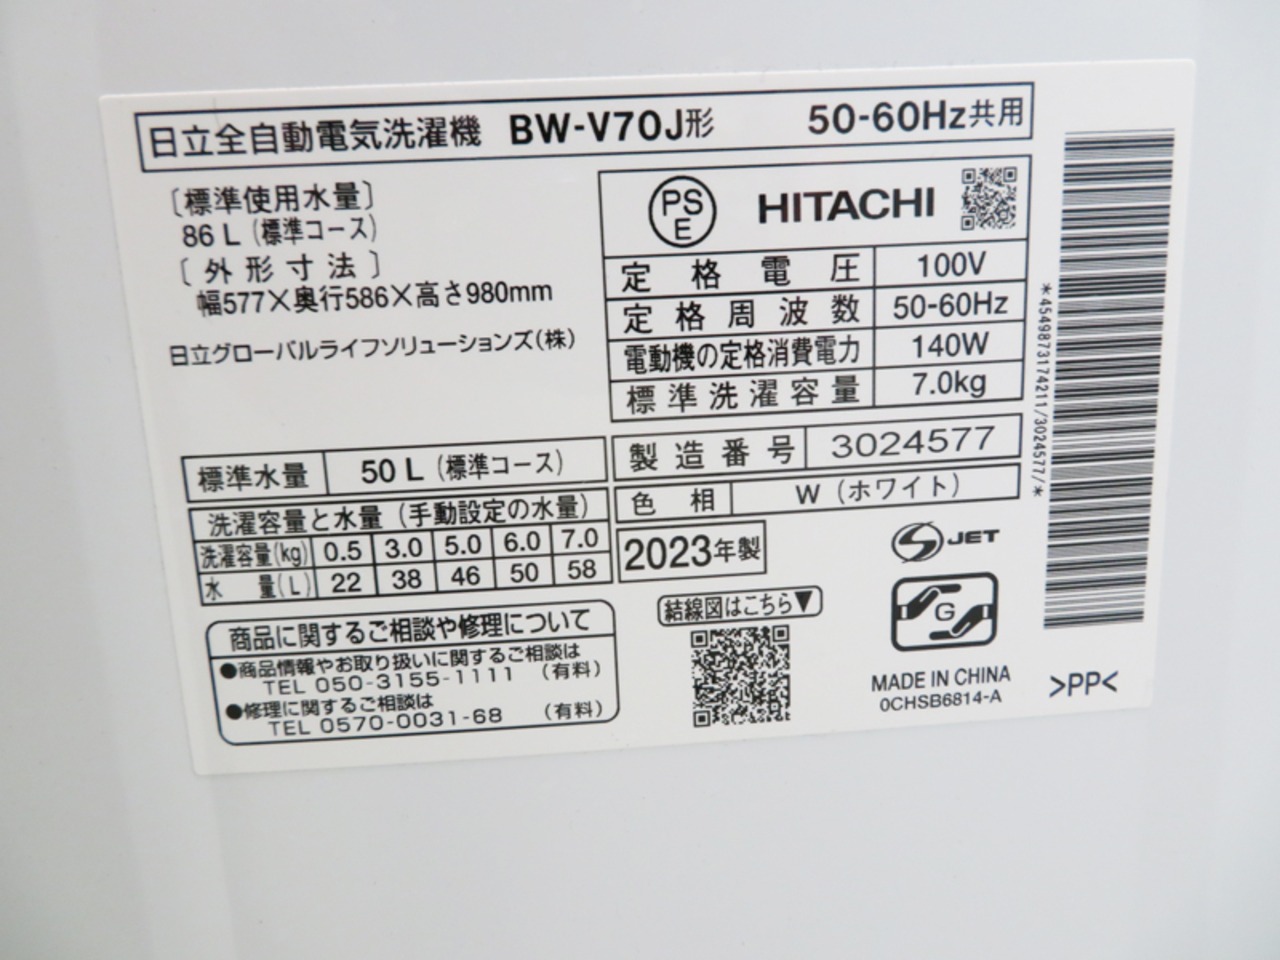 日立全自動電気洗濯機 BW-V70J形 50-60Hz共用
〔標準使用水量〕
86 L (標準コース)
〔外形寸法〕
幅577×奥行586×高さ980mm
日立グローバルライフソリューションズ(株)
PS
E
HITACHI
定格電圧 100V
定格周波数 50-60Hz
電動機の定格消費電力 140W
標準洗濯容量 7.0kg
標準水量 50 L (標準コース)
製造番号 3024577
色相 W (ホワイト)
洗濯容量と水量 (手動設定の水量)
洗濯容量(kg) 0.5 3.0 5.0 6.0 7.0
水量(L) 22 38 46 50 58
2023年製
S JET
G
結線図はこちら▼
商品に関するご相談や修理について
●商品情報やお取り扱いに関するご相談は
TEL 050-3155-1111 (有料)
●修理に関するご相談は
TEL 0570-0031-68 (有料)
MADE IN CHINA
0CHSB6814-A
>PP<
*4549873174211/3024577/*